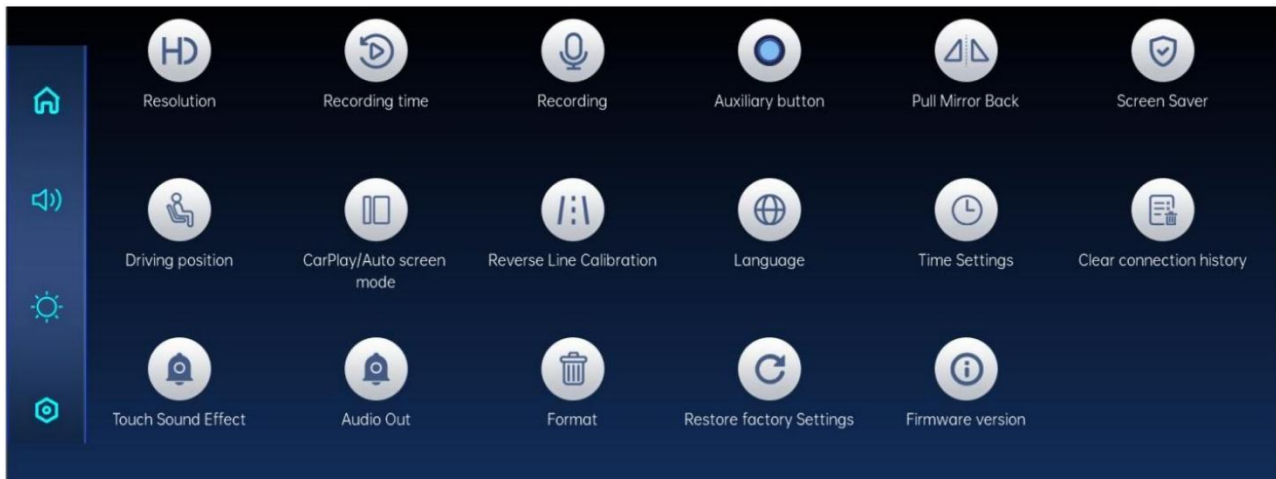 HD
Resolution
Recording time
Recording
Auxiliary button
Pull Mirror Back
Screen Saver
Driving position
CarPlay/Auto screen
mode
Reverse Line Calibration
Language
Time Settings
Clear connection history
Touch Sound Effect
Audio Out
Format
Restore factory Settings
Firmware version